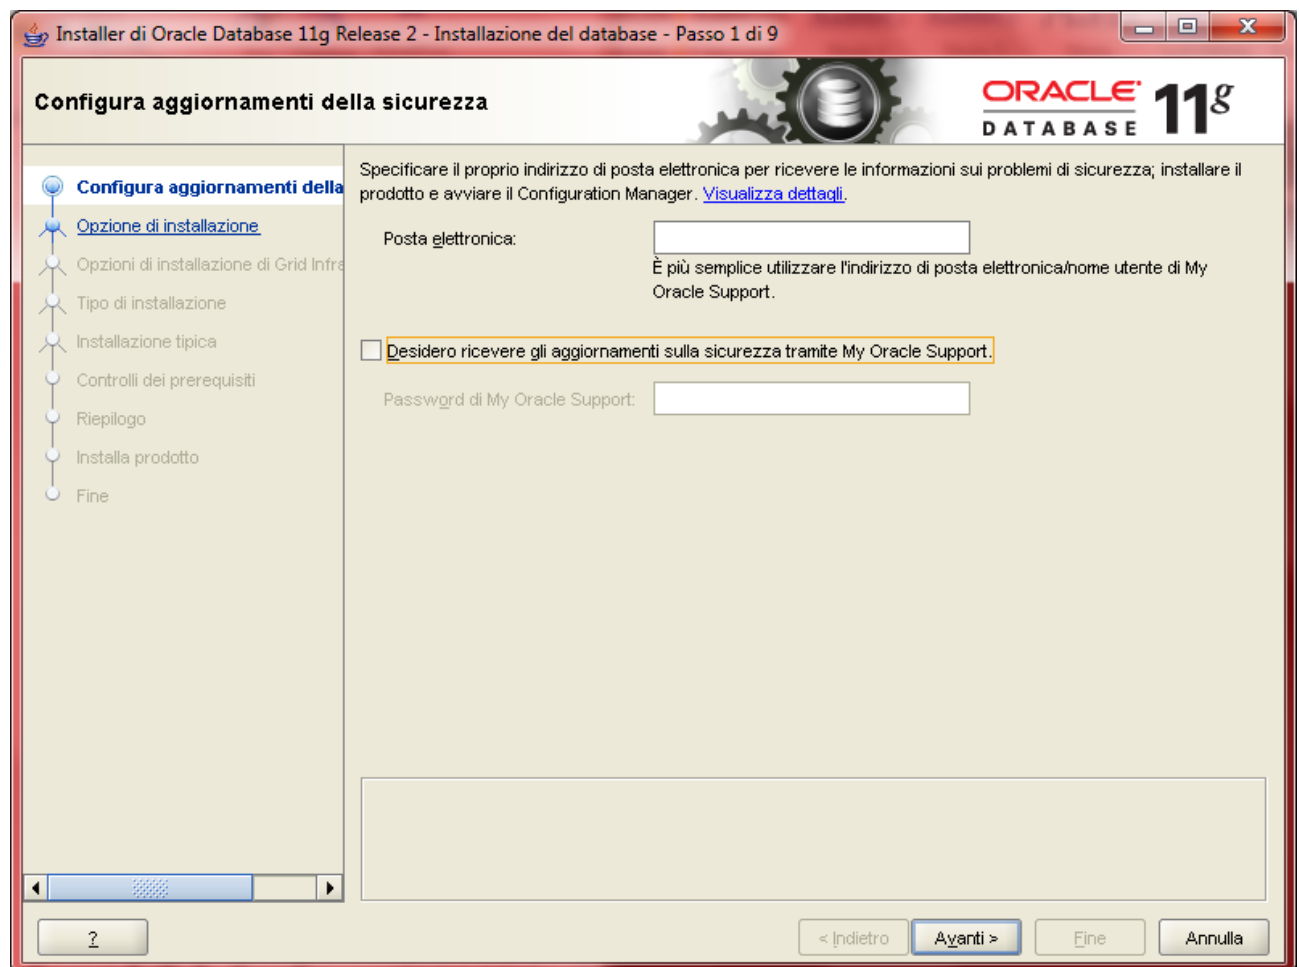 Installer di Oracle Database 11g Release 2 - Installazione del database - Passo 1 di 9
Configura aggiornamenti della sicurezza
ORACLE
DATABASE
11g
Configura aggiornamenti della
Opzione di installazione
Opzioni di installazione di Grid Infra
Tipo di installazione
Installazione tipica
Controlli dei prerequisiti
Riepilogo
Installa prodotto
Fine
Specificare il proprio indirizzo di posta elettronica per ricevere le informazioni sui problemi di sicurezza; installare il
prodotto e avviare il Configuration Manager. Visualizza dettagli.
Posta elettronica:
È più semplice utilizzare l'indirizzo di posta elettronica/nome utente di My
Oracle Support.
Desidero ricevere gli aggiornamenti sulla sicurezza tramite My Oracle Support.
Password di My Oracle Support:
? < Indietro Avanti > Fine Annulla